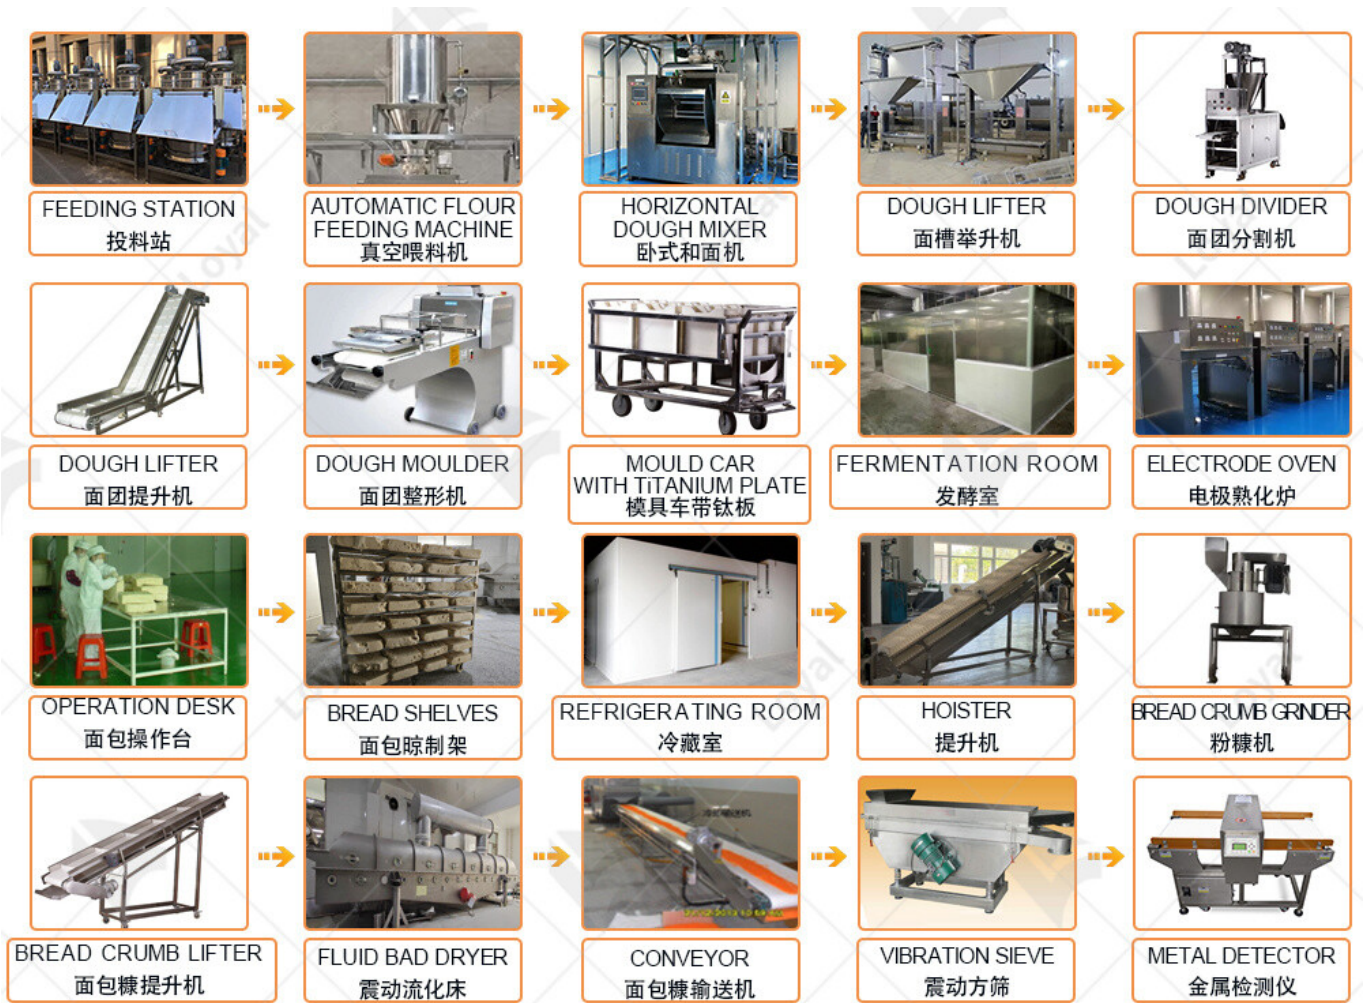 FEEDING STATION
投料站
AUTOMATIC FLOUR
FEEDING MACHINE
真空喂料机
HORIZONTAL
DOUGH MIXER
卧式和面机
DOUGH LIFTER
面槽举升机
DOUGH DIVIDER
面团分割机
DOUGH LIFTER
面团提升机
DOUGH MOULDER
面团整形机
MOULD CAR
WITH TiTANIUM PLATE
模具车带钛板
FERMENTATION ROOM
发酵室
ELECTRODE OVEN
电极熟化炉
OPERATION DESK
面包操作台
BREAD SHELVES
面包晾制架
REFRIGERATING ROOM
冷藏室
HOISTER
提升机
BREAD CRUMB GRINDER
粉糠机
BREAD CRUMB LIFTER
面包糠提升机
FLUID BAD DRYER
震动流化床
CONVEYOR
面包糠输送机
VIBRATION SIEVE
震动方筛
METAL DETECTOR
金属检测仪
Loyal
Loyal
Loyal
Loyal
Loyal